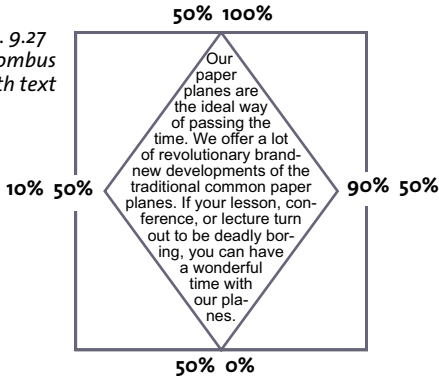 50% 100%
. 9.27
ombus
th text
Our
paper
planes are
the ideal way
of passing the
time. We offer a lot
of revolutionary brand-
new developments of the
traditional common paper
planes. If your lesson, con-
ference, or lecture turn
out to be deadly bor-
ing, you can have
a wonderful
time with
our pla-
nes.
10% 50%
90% 50%
50% 0%